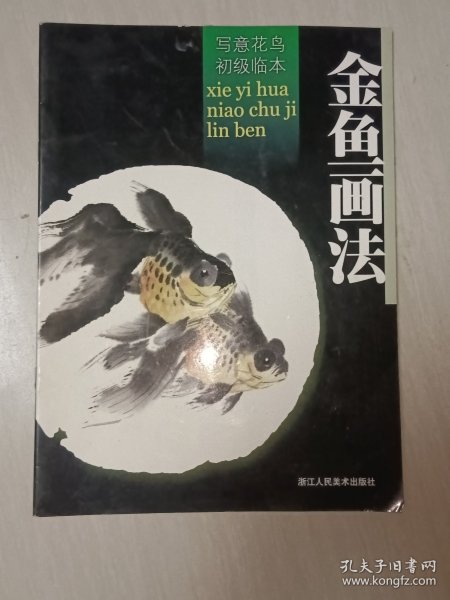 写意花鸟
初级临本
xie yi hua
niao chu ji
lin ben
金鱼画法
浙江人民美术出版社
孔夫子旧书网
www.kongfz.com